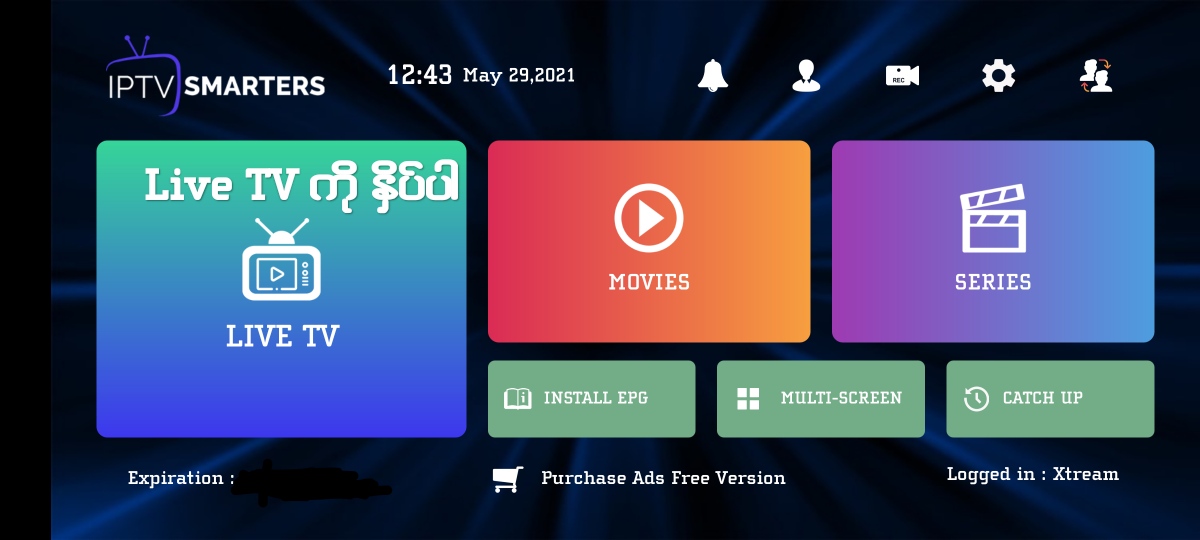 IPTV SMARTERS
12:43 May 29,2021
REC
Live TV ကို နှိပ်ပါ
LIVE TV
MOVIES
SERIES
INSTALL EPG
MULTI-SCREEN
CATCH UP
Expiration :
Purchase Ads Free Version
Logged in : Xtream